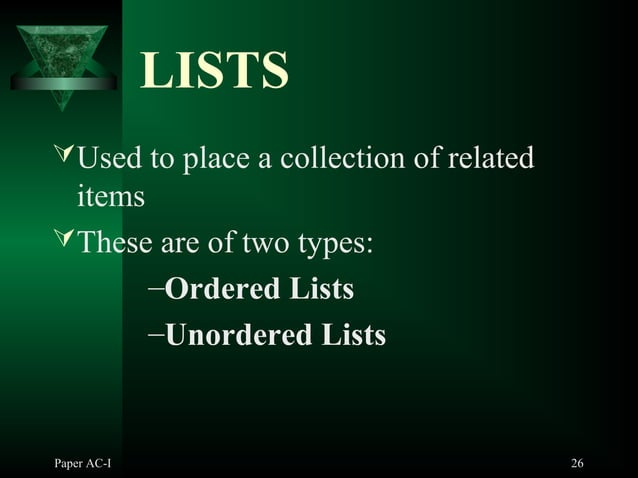 LISTS
Used to place a collection of related
items
These are of two types:
–Ordered Lists
–Unordered Lists
Paper AC-I
26